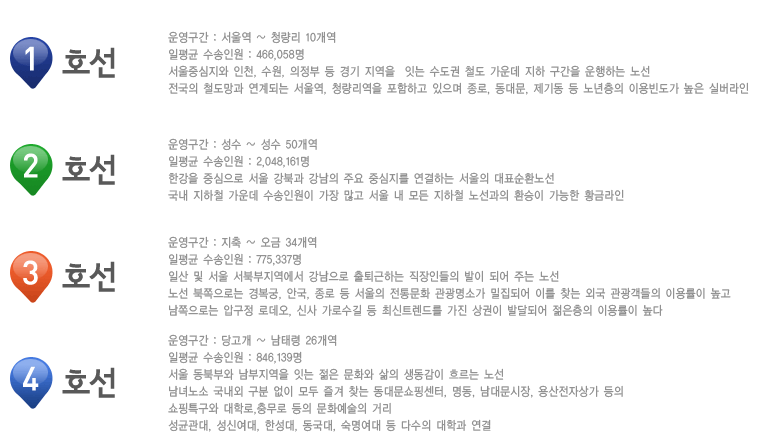 1 호선
운영구간 : 서울역 ~ 청량리 10개역
일평균 수송인원 : 466,058명
서울중심지와 인천, 수원, 의정부 등 경기 지역을 잇는 수도권 철도 가운데 지하 구간을 운행하는 노선
전국의 철도망과 연계되는 서울역, 청량리역을 포함하고 있으며 종로, 동대문, 제기동 등 노년층의 이용빈도가 높은 실버라인
2 호선
운영구간 : 성수 ~ 성수 50개역
일평균 수송인원 : 2,048,161명
한강을 중심으로 서울 강북과 강남의 주요 중심지를 연결하는 서울의 대표순환노선
국내 지하철 가운데 수송인원이 가장 많고 서울 내 모든 지하철 노선과의 환승이 가능한 황금라인
3 호선
운영구간 : 지축 ~ 오금 34개역
일평균 수송인원 : 775,337명
일산 및 서울 서북부지역에서 강남으로 출퇴근하는 직장인들의 발이 되어 주는 노선
노선 북쪽으로는 경복궁, 안국, 종로 등 서울의 전통문화 관광명소가 밀집되어 이를 찾는 외국 관광객들의 이용률이 높고
남쪽으로는 압구정 로데오, 신사 가로수길 등 최신트렌드를 가진 상권이 발달되어 젊은층의 이용률이 높다
4 호선
운영구간 : 당고개 ~ 남태령 26개역
일평균 수송인원 : 846,139명
서울 동북부와 남부지역을 잇는 젊은 문화와 삶의 생동감이 흐르는 노선
남녀노소 국내외 구분 없이 모두 즐겨 찾는 동대문쇼핑센터, 명동, 남대문시장, 용산전자상가 등의
쇼핑특구와 대학로,충무로 등의 문화예술의 거리
성균관대, 성신여대, 한성대, 동국대, 숙명여대 등 다수의 대학과 연결